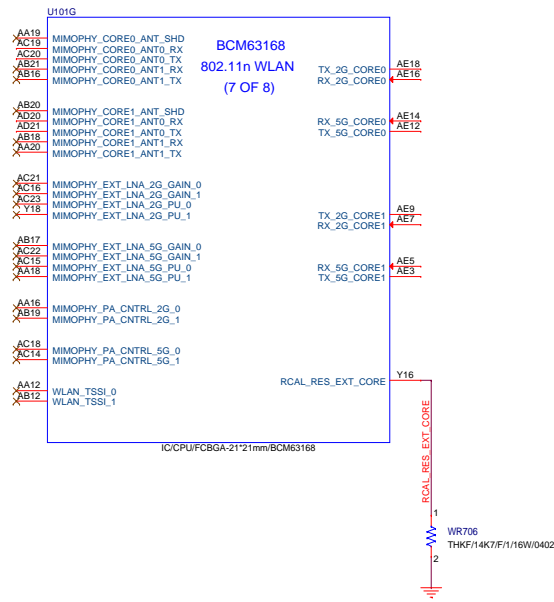 U101G
BCM63168
802.11n WLAN
(7 OF 8)
AA19 MIMOPHY_CORE0_ANT_SHD
AC19 MIMOPHY_CORE0_ANT0_RX
AC20 MIMOPHY_CORE0_ANT0_TX
AB21 MIMOPHY_CORE0_ANT1_RX
AB16 MIMOPHY_CORE0_ANT1_TX
TX_2G_CORE0 AE18
RX_2G_CORE0 AE16
AB20 MIMOPHY_CORE1_ANT_SHD
AD20 MIMOPHY_CORE1_ANT0_RX
AD21 MIMOPHY_CORE1_ANT0_TX
AB18 MIMOPHY_CORE1_ANT1_RX
AA20 MIMOPHY_CORE1_ANT1_TX
RX_5G_CORE0 AE14
TX_5G_CORE0 AE12
AC21 MIMOPHY_EXT_LNA_2G_GAIN_0
AC16 MIMOPHY_EXT_LNA_2G_GAIN_1
AC23 MIMOPHY_EXT_LNA_2G_PU_0
Y18 MIMOPHY_EXT_LNA_2G_PU_1
TX_2G_CORE1 AE9
RX_2G_CORE1 AE7
AB17 MIMOPHY_EXT_LNA_5G_GAIN_0
AC22 MIMOPHY_EXT_LNA_5G_GAIN_1
AC15 MIMOPHY_EXT_LNA_5G_PU_0
AA18 MIMOPHY_EXT_LNA_5G_PU_1
RX_5G_CORE1 AE5
TX_5G_CORE1 AE3
AA16 MIMOPHY_PA_CNTRL_2G_0
AB19 MIMOPHY_PA_CNTRL_2G_1
AC18 MIMOPHY_PA_CNTRL_5G_0
AC14 MIMOPHY_PA_CNTRL_5G_1
RCAL_RES_EXT_CORE Y16
AA12 WLAN_TSSI_0
AB12 WLAN_TSSI_1
IC/CPU/FCBGA-21*21mm/BCM63168
RCAL_RES_EXT_CORE
1
WR706
THKF/14K7/F/1/16W/0402
2